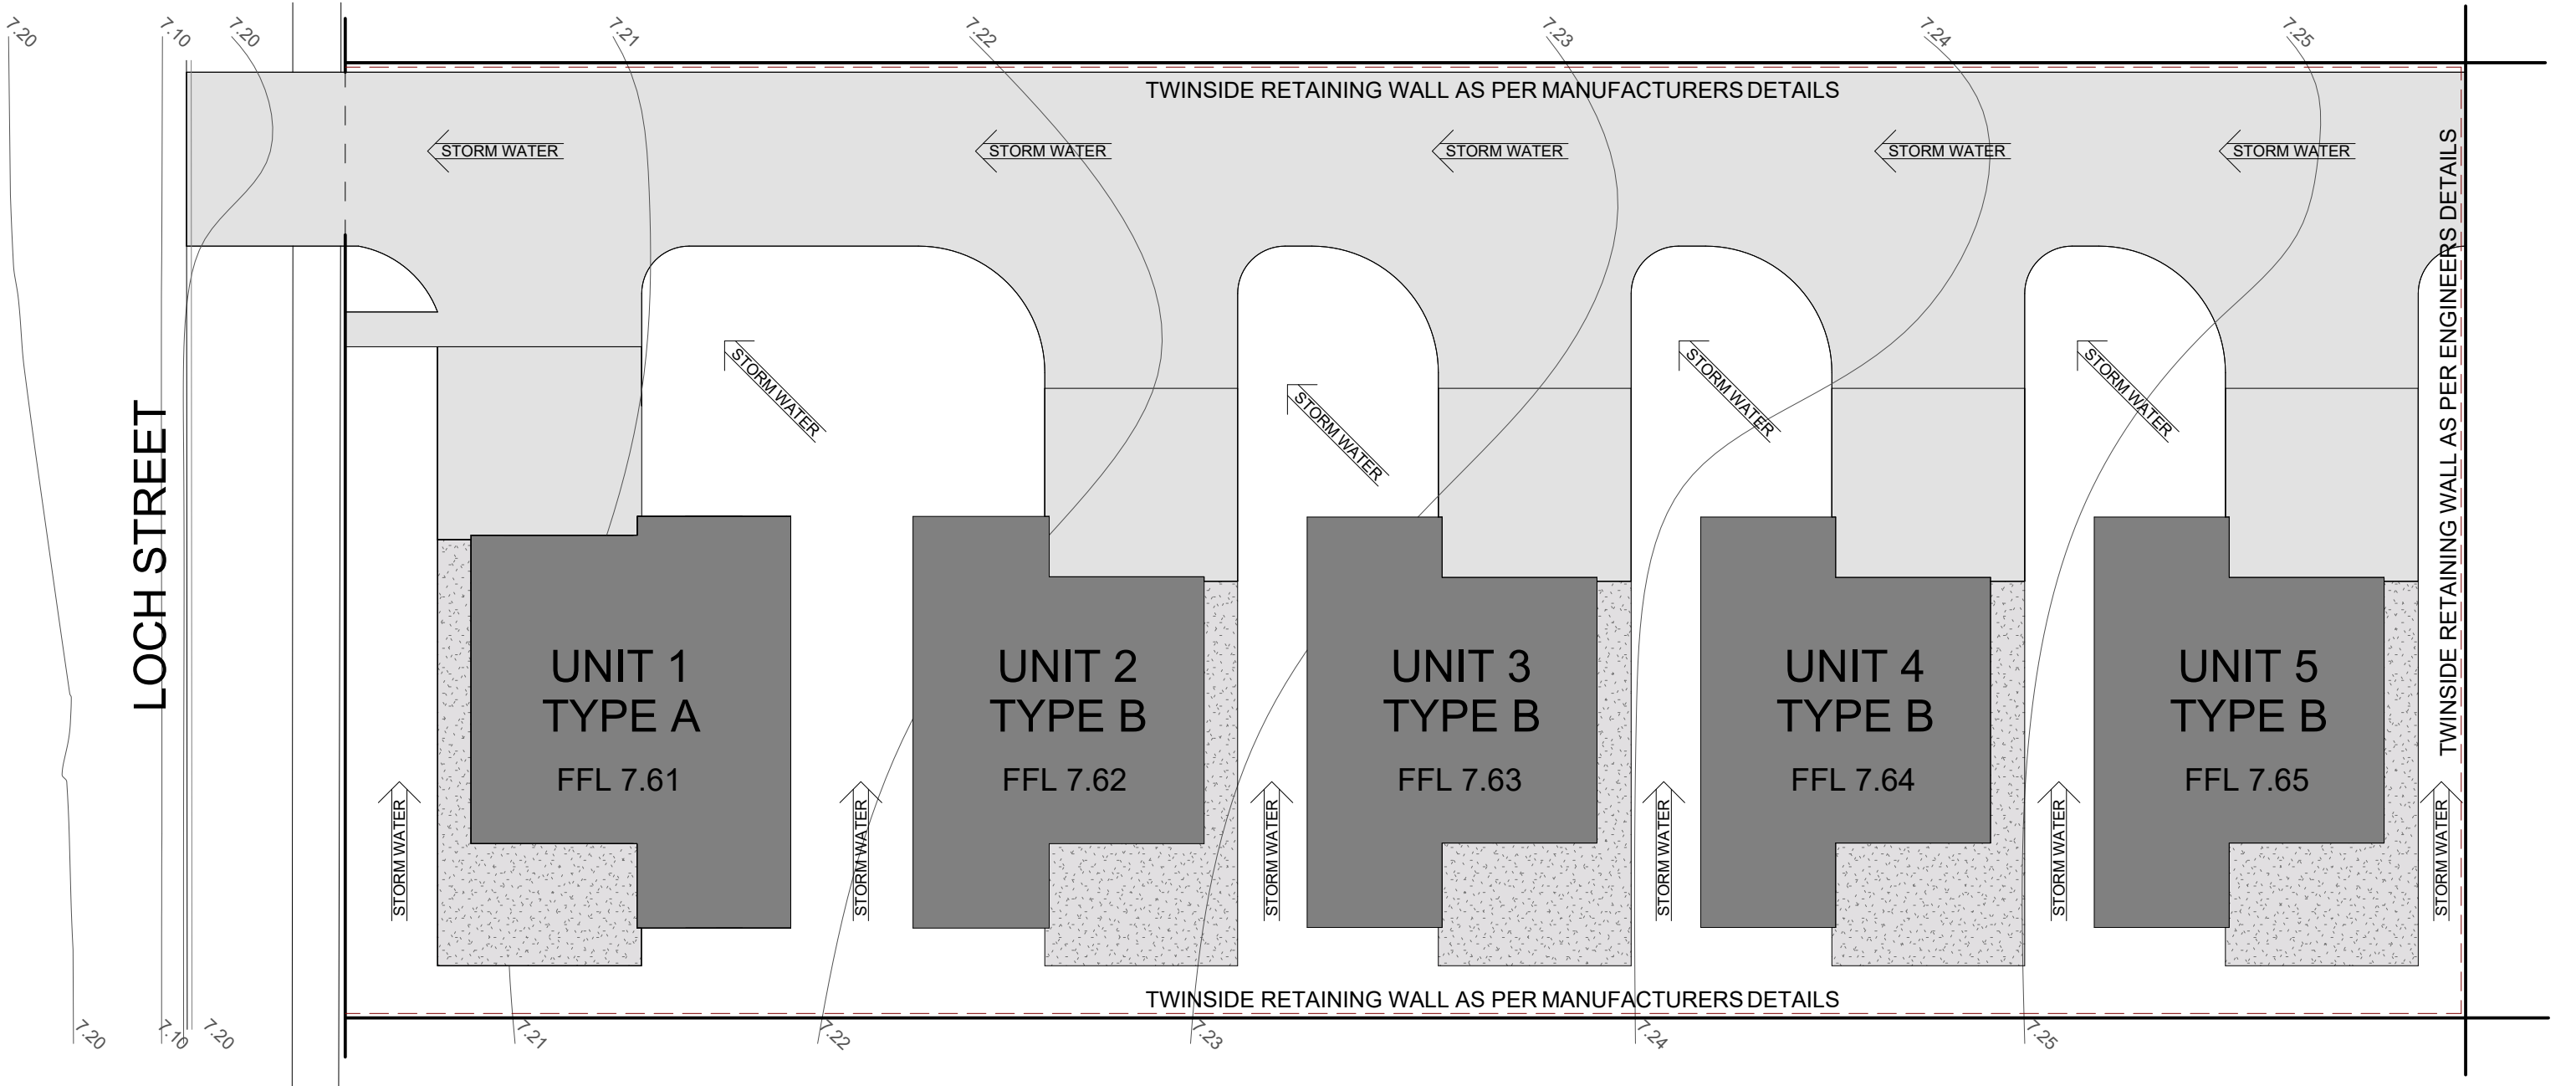 7.20
7.10
7.20
7.21
7.22
7.23
7.24
7.25
TWINSIDE RETAINING WALL AS PER MANUFACTURERS DETAILS
STORM WATER
STORM WATER
STORM WATER
STORM WATER
STORM WATER
TWINSIDE RETAINING WALL AS PER ENGINEERS DETAILS
STORM WATER
STORM WATER
STORM WATER
STORM WATER
LOCH STREET
UNIT 1
TYPE A
FFL 7.61
UNIT 2
TYPE B
FFL 7.62
UNIT 3
TYPE B
FFL 7.63
UNIT 4
TYPE B
FFL 7.64
UNIT 5
TYPE B
FFL 7.65
STORM WATER
STORM WATER
STORM WATER
STORM WATER
STORM WATER
STORM WATER
TWINSIDE RETAINING WALL AS PER MANUFACTURERS DETAILS
7.20
7.10
7.20
7.21
7.22
7.23
7.24
7.25